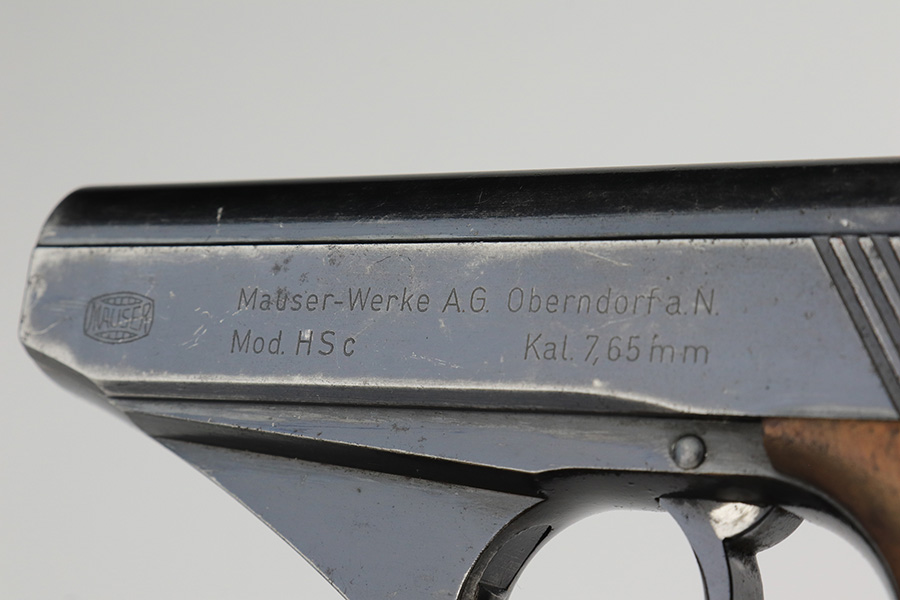 MAUSER
Mauser-Werke A.G. Oberndorf a.N.
Mod. HSc Kal. 7,65 mm